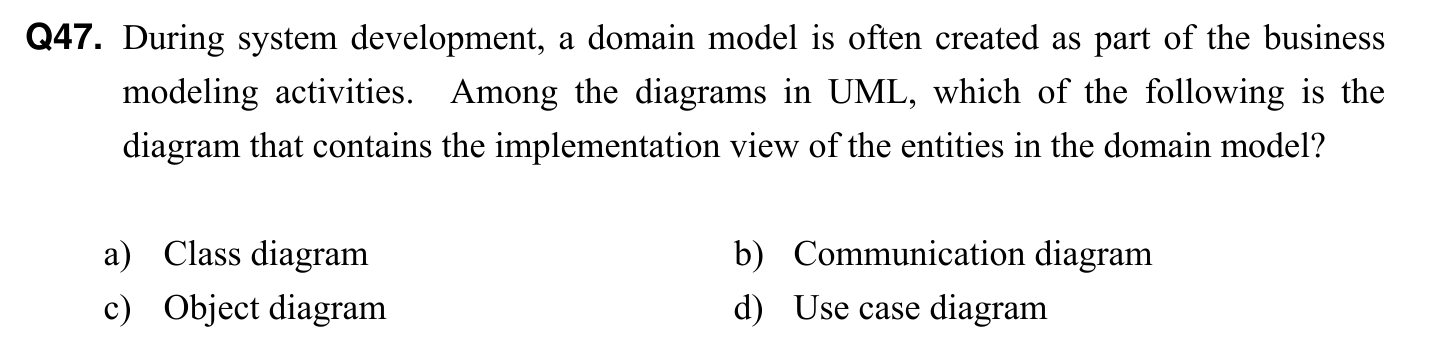 Q47. During system development, a domain model is often created as part of the business
modeling activities. Among the diagrams in UML, which of the following is the
diagram that contains the implementation view of the entities in the domain model?
a) Class diagram b) Communication diagram
c) Object diagram d) Use case diagram